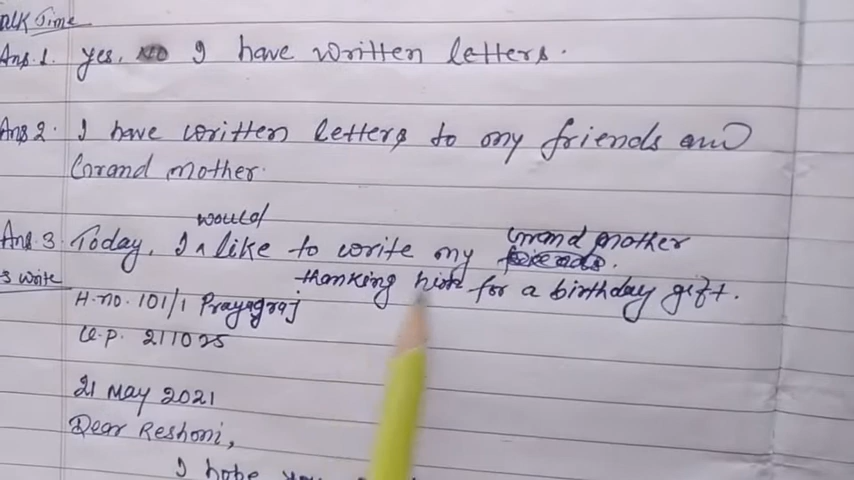 Talk Time
Ans.1. Yes, I have written letters.
Ans 2. I have written letters to my friends and
Grand mother.
would
Ans.3. Today, I ^ like to write my Grand mother
thanking him for a birthday gift.
s write
H.no. 101/1 Prayagraj
U.P. 211025
21 May 2021
Dear Reshoni,
I hope you